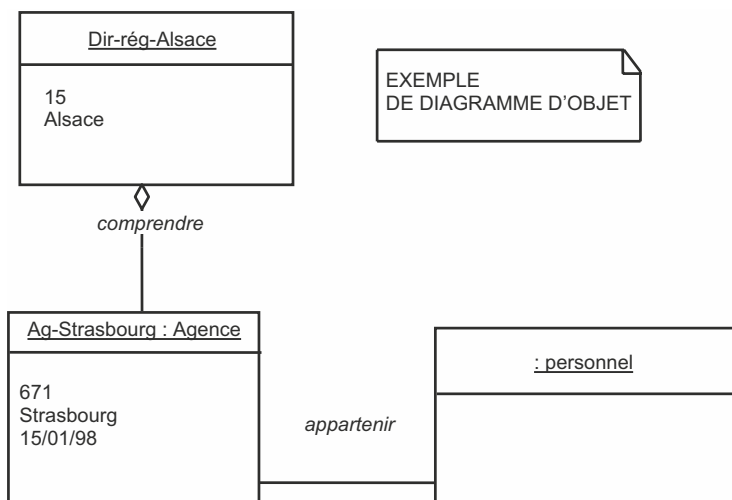 Dir-rég-Alsace
15
Alsace
EXEMPLE
DE DIAGRAMME D’OBJET
comprendre
Ag-Strasbourg : Agence
671
Strasbourg
15/01/98
appartenir
: personnel